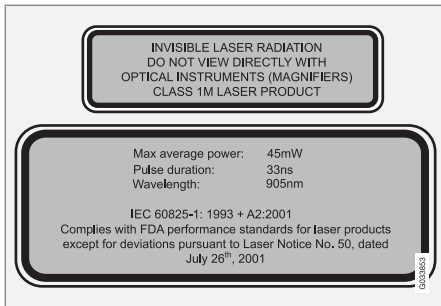 INVISIBLE LASER RADIATION
DO NOT VIEW DIRECTLY WITH
OPTICAL INSTRUMENTS (MAGNIFIERS)
CLASS 1M LASER PRODUCT
Max average power: 45mW
Pulse duration: 33ns
Wavelength: 905nm
IEC 60825-1: 1993 + A2:2001
Complies with FDA performance standards for laser products
except for deviations pursuant to Laser Notice No. 50, dated
July 26th, 2001
G033853